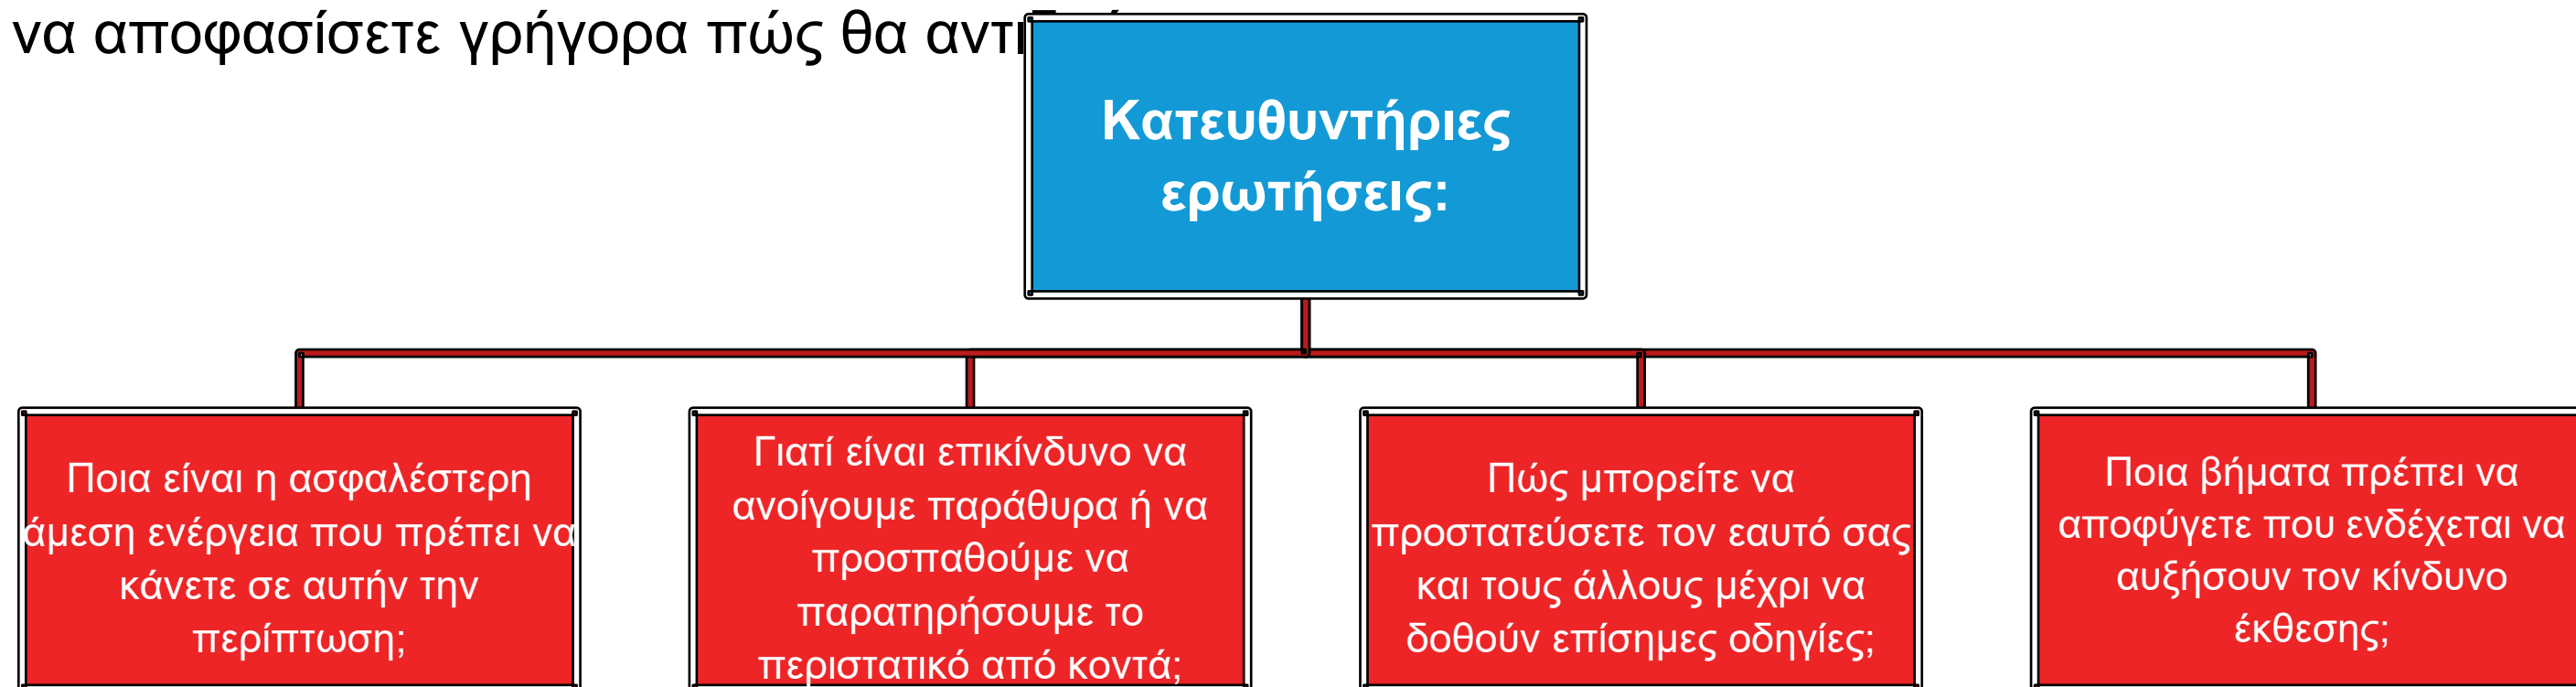 να αποφασίσετε γρήγορα πώς θα
Κατευθυντήριες
ερωτήσεις:
Ποια είναι η ασφαλέστερη
άμεση ενέργεια που πρέπει να
κάνετε σε αυτήν την
περίπτωση;
Γιατί είναι επικίνδυνο να
ανοίγουμε παράθυρα ή να
προσπαθούμε να
παρατηρήσουμε το
περιστατικό από κοντά;
Πώς μπορείτε να
προστατεύσετε τον εαυτό σας
και τους άλλους μέχρι να
δοθούν επίσημες οδηγίες;
Ποια βήματα πρέπει να
αποφύγετε που ενδέχεται να
αυξήσουν τον κίνδυνο
έκθεσης;